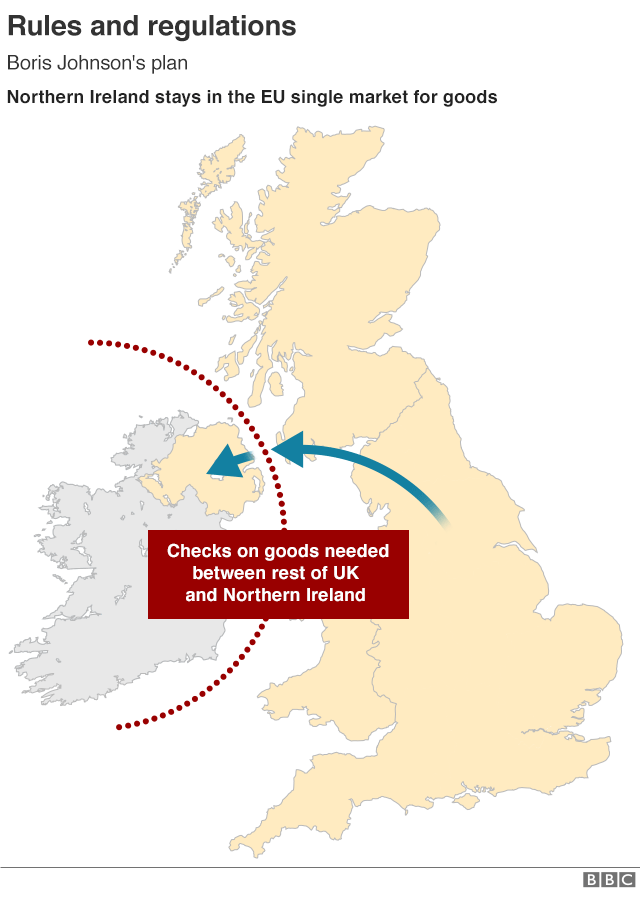 Rules and regulations
Boris Johnson's plan
Northern Ireland stays in the EU single market for goods
Checks on goods needed
between rest of UK
and Northern Ireland
BBC